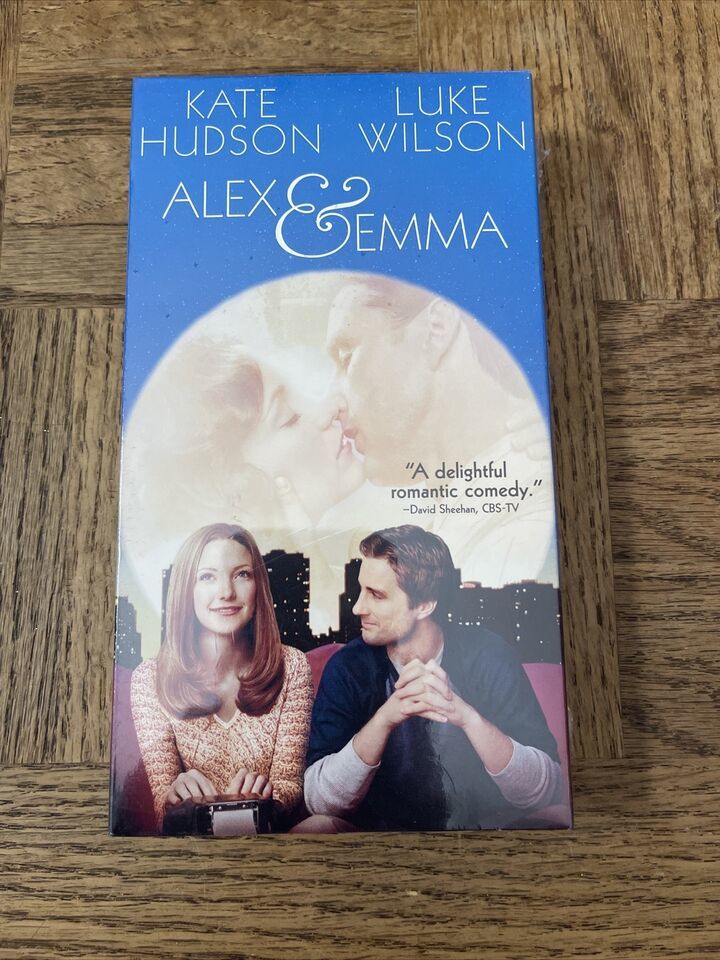 KATE LUKE
HUDSON WILSON
ALEX & EMMA
"A delightful
romantic comedy."
–David Sheehan, CBS-TV